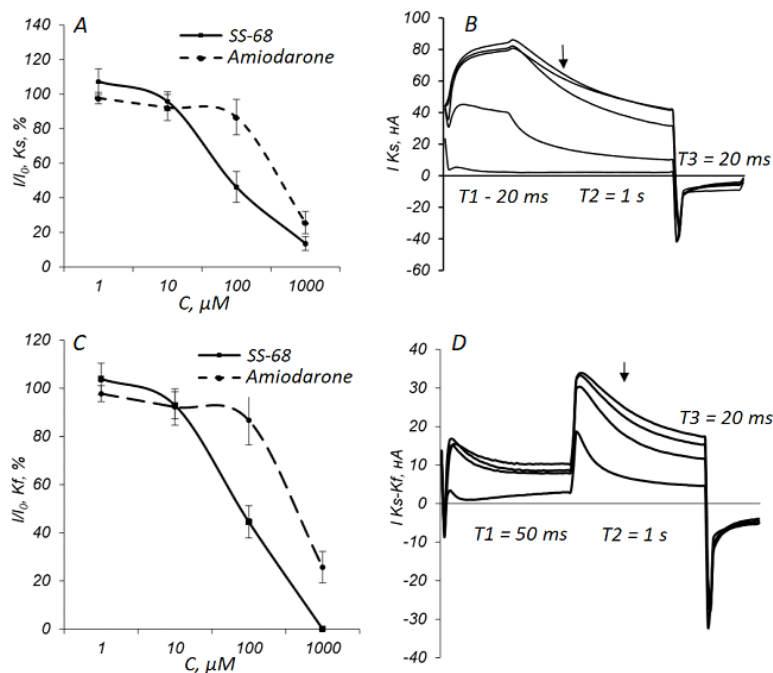 A
SS-68
Amiodarone
I/I₀, Ks, %
140
120
100
80
60
40
20
0
1 10 100 1000
C, μM
B
I Ks, нА
100
80
60
40
20
0
-20
-40
-60
T1 - 20 ms T2 = 1 s
T3 = 20 ms
C
SS-68
Amiodarone
I/I₀, Kf, %
120
100
80
60
40
20
0
1 10 100 1000
C, μM
D
I Ks-Kf, нА
40
30
20
10
0
-10
-20
-30
-40
T1 = 50 ms T2 = 1 s
T3 = 20 ms